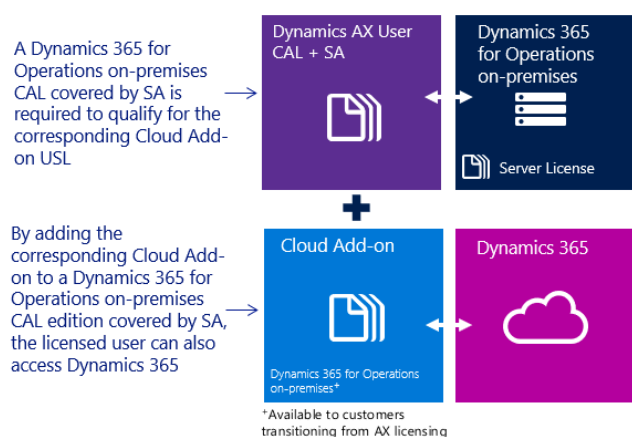 A Dynamics 365 for
Operations on-premises
CAL covered by SA is
required to qualify for the
corresponding Cloud Add-
on USL
Dynamics AX User
CAL + SA
Dynamics 365
for Operations
on-premises
Server License
By adding the
corresponding Cloud Add-
on to a Dynamics 365 for
Operations on-premises
CAL edition covered by SA,
the licensed user can also
access Dynamics 365
Cloud Add-on
Dynamics 365 for Operations
on-premises+
Dynamics 365
+Available to customers
transitioning from AX licensing